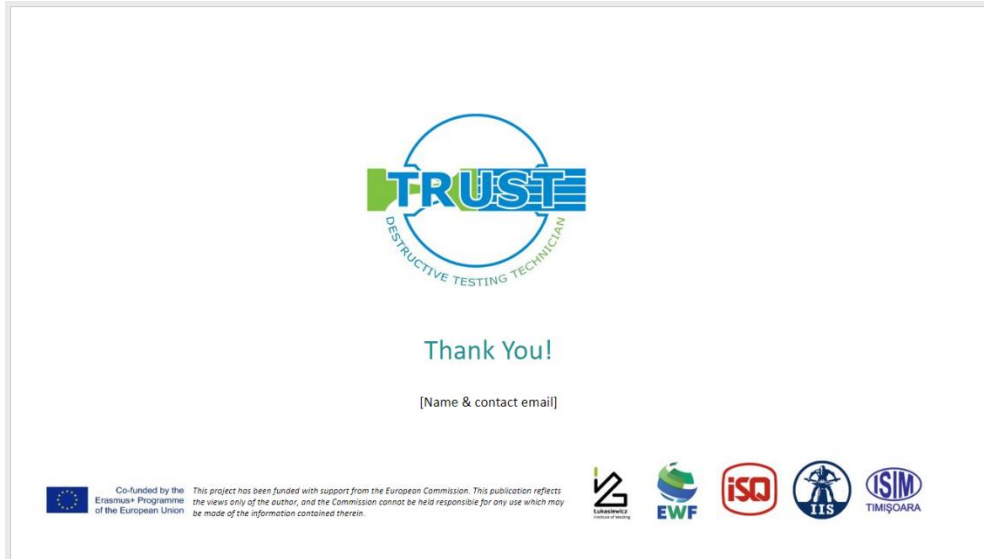 TRUST
DESTRUCTIVE TESTING TECHNICIAN
Thank You!
[Name & contact email]
Co-funded by the
Erasmus+ Programme
of the European Union
This project has been funded with support from the European Commission. This publication reflects
the views only of the author, and the Commission cannot be held responsible for any use which may
be made of the information contained therein.
Łukasiewicz
Institute of Welding
EWF
iSQ
IIS
ISIM
TIMIŞOARA